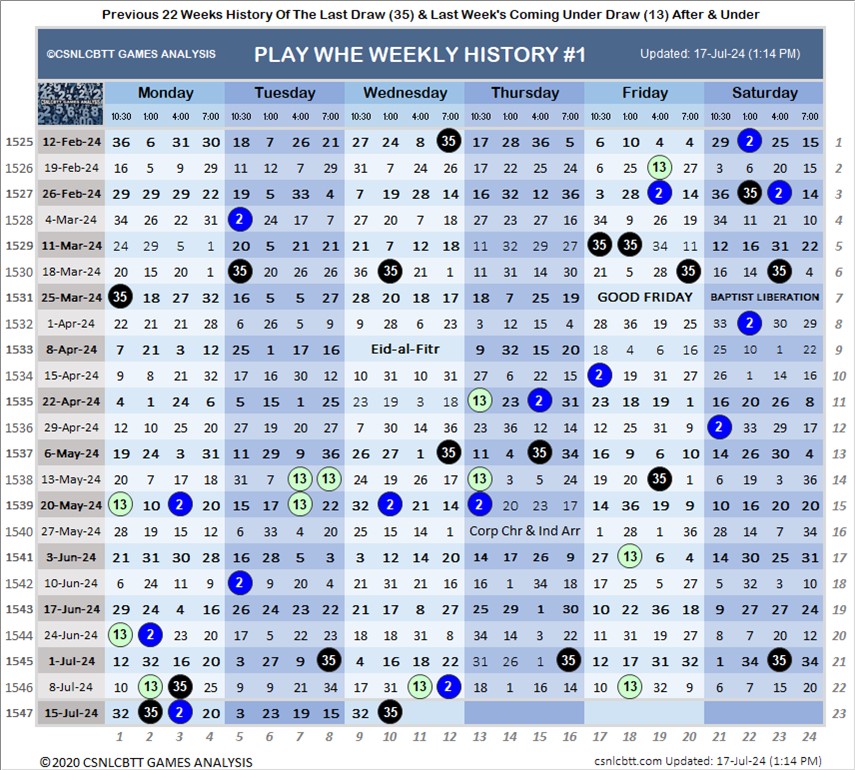 Previous 22 Weeks History Of The Last Draw (35) & Last Week's Coming Under Draw (13) After & Under
©CSNLCBTT GAMES ANALYSIS PLAY WHE WEEKLY HISTORY #1 Updated: 17-Jul-24 (1:14 PM)
Monday Tuesday Wednesday Thursday Friday Saturday
10:30 1:00 4:00 7:00 10:30 1:00 4:00 7:00 10:30 1:00 4:00 7:00 10:30 1:00 4:00 7:00 10:30 1:00 4:00 7:00 10:30 1:00 4:00 7:00
1525 12-Feb-24 36 6 31 30 18 7 26 21 27 24 8 35 17 28 36 5 6 10 4 4 29 2 25 15 1
1526 19-Feb-24 16 5 9 29 11 12 7 29 31 7 24 26 17 22 25 24 6 4 13 27 3 6 20 15 2
1527 26-Feb-24 29 29 29 22 19 5 33 4 7 10 28 14 16 32 12 36 3 28 2 14 36 35 2 14 3
1528 4-Mar-24 34 26 22 31 2 24 17 7 27 20 7 18 27 23 27 16 34 9 26 19 34 11 21 10 4
1529 11-Mar-24 24 29 5 1 20 5 21 21 21 7 12 18 11 32 29 27 35 35 34 11 12 16 31 22 5
1530 18-Mar-24 20 15 20 1 35 20 26 26 36 35 21 1 11 31 14 30 21 5 28 35 16 14 35 4 6
1531 25-Mar-24 35 18 27 32 16 5 5 27 28 20 18 17 18 7 25 19 GOOD FRIDAY BAPTIST LIBERATION 7
1532 1-Apr-24 22 21 21 28 6 26 5 9 9 28 6 23 3 12 15 4 28 36 19 25 33 2 30 29 8
1533 8-Apr-24 7 21 3 12 25 1 17 16 Eid-al-Fitr 9 32 15 20 18 4 6 16 25 10 1 22 9
1534 15-Apr-24 9 8 21 32 17 16 30 12 10 31 10 31 27 6 22 15 2 19 31 27 26 1 14 16 10
1535 22-Apr-24 4 1 24 6 5 15 1 25 23 19 3 18 13 23 2 31 23 18 19 1 16 20 26 8 11
1536 29-Apr-24 12 10 25 20 27 19 20 27 7 30 14 36 23 36 12 14 12 25 31 9 2 33 29 17 12
1537 6-May-24 19 24 3 31 11 29 9 36 26 27 1 35 11 4 35 34 16 9 6 10 14 26 30 4 13
1538 13-May-24 20 7 17 18 31 7 13 13 24 19 26 17 13 3 5 24 3 19 35 21 6 19 3 36 14
1539 20-May-24 13 10 2 20 15 17 13 22 32 2 21 14 2 20 23 17 14 36 19 9 10 16 20 20 15
1540 27-May-24 28 19 15 12 6 33 4 20 25 15 14 1 Corp Chr & Ind Arr 1 28 1 36 28 14 7 34 16
1541 3-Jun-24 21 31 30 28 16 28 5 3 3 12 14 20 14 17 26 9 27 13 6 4 14 30 25 31 17
1542 10-Jun-24 6 24 11 9 2 9 20 4 21 31 21 16 16 1 34 18 17 25 5 27 5 32 3 10 18
1543 17-Jun-24 29 24 4 16 26 24 23 22 21 17 8 27 25 29 1 30 10 22 36 18 9 27 27 24 19
1544 24-Jun-24 13 2 23 20 17 5 22 23 18 18 31 8 34 14 3 22 11 31 19 27 8 7 20 12 20
1545 1-Jul-24 12 32 16 20 3 27 9 35 4 16 18 22 31 26 1 35 12 17 31 32 1 34 35 34 21
1546 8-Jul-24 10 13 35 25 9 9 21 34 17 31 13 2 18 1 16 14 10 13 32 9 6 7 15 20 22
1547 15-Jul-24 32 35 2 20 3 23 19 15 32 35 23
1 2 3 4 5 6 7 8 9 10 11 12 13 14 15 16 17 18 19 20 21 22 23 24
©2020 CSNLCBTT GAMES ANALYSIS csnlcbtt.com Updated: 17-Jul-24 (1:14 PM)